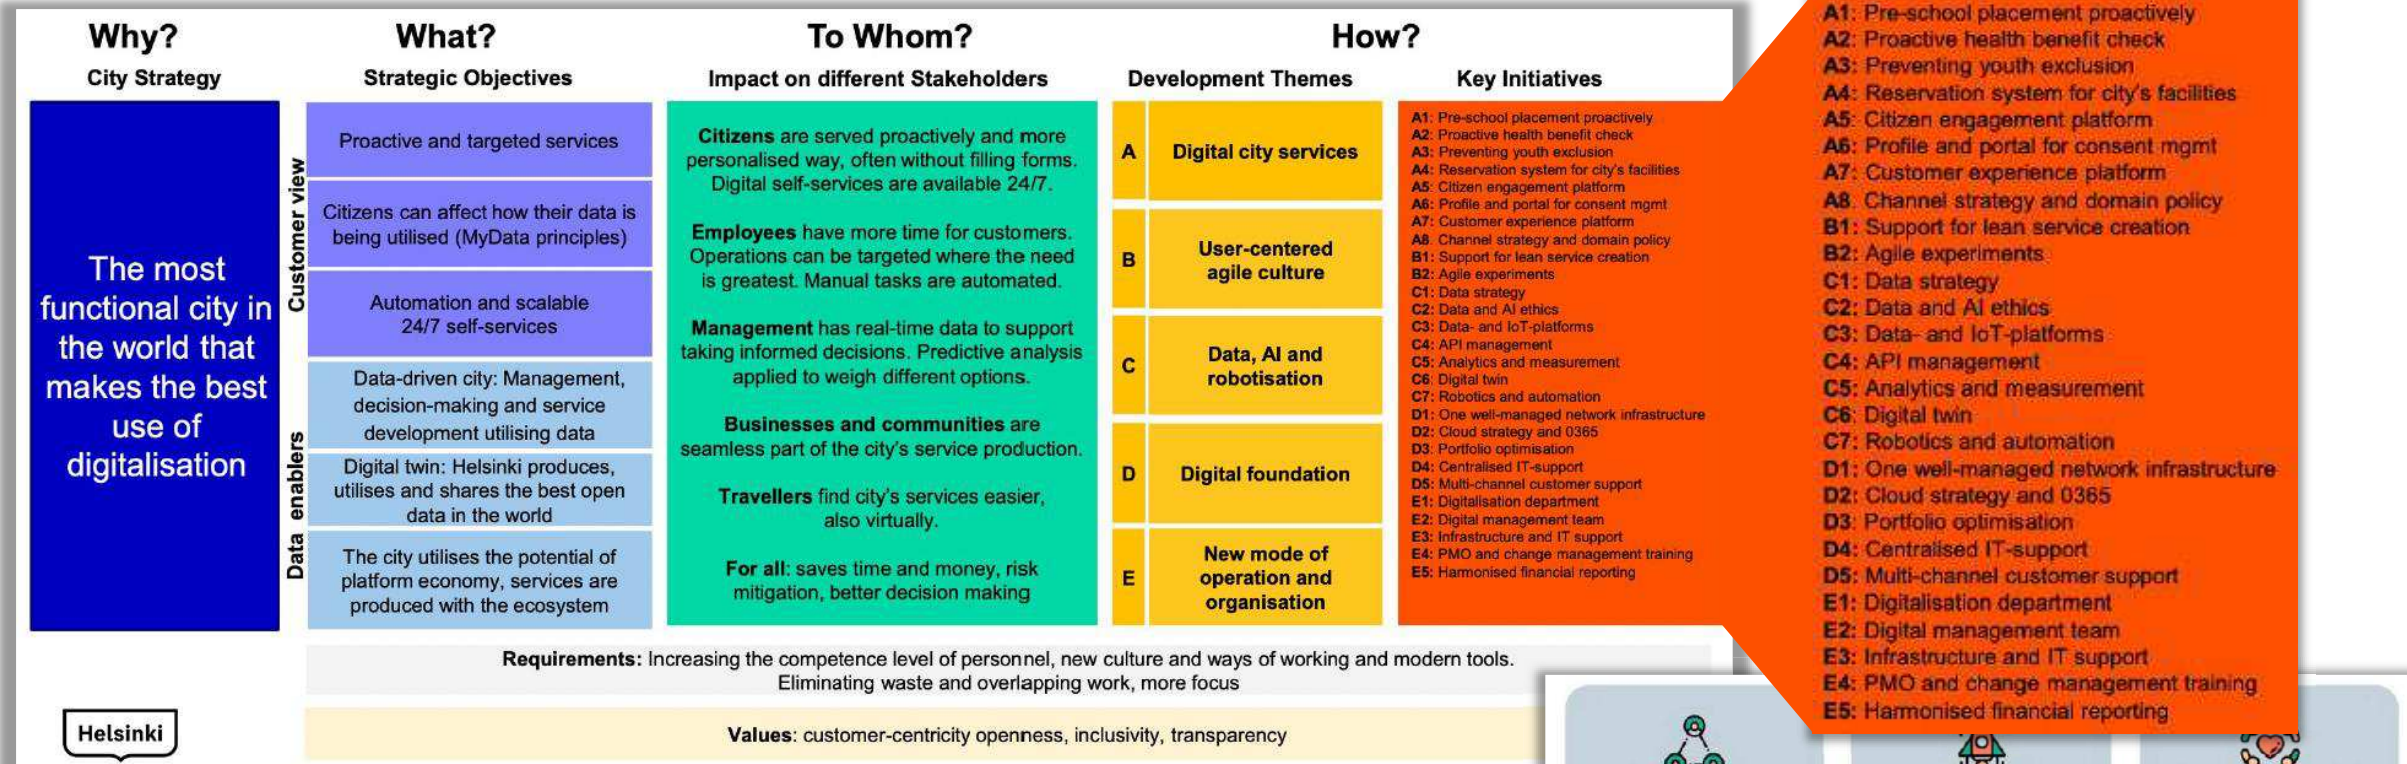 Why?
City Strategy
The most
functional city in
the world that
makes the best
use of
digitalisation
What?
Strategic Objectives
Customer view
Proactive and targeted services
Citizens can affect how their data is
being utilised (MyData principles)
Automation and scalable
24/7 self-services
Data enablers
Data-driven city: Management,
decision-making and service
development utilising data
Digital twin: Helsinki produces,
utilises and shares the best open
data in the world
The city utilises the potential of
platform economy, services are
produced with the ecosystem
To Whom?
Impact on different Stakeholders
Citizens are served proactively and more
personalised way, often without filling forms.
Digital self-services are available 24/7.
Employees have more time for customers.
Operations can be targeted where the need
is greatest. Manual tasks are automated.
Management has real-time data to support
taking informed decisions. Predictive analysis
applied to weigh different options.
Businesses and communities are
seamless part of the city's service production.
Travellers find city's services easier,
also virtually.
For all: saves time and money, risk
mitigation, better decision making
How?
Development Themes
A Digital city services
B User-centered
agile culture
C Data, AI and
robotisation
D Digital foundation
E New mode of
operation and
organisation
Key Initiatives
A1: Pre-school placement proactively
A2: Proactive health benefit check
A3: Preventing youth exclusion
A4: Reservation system for city's facilities
A5: Citizen engagement platform
A6: Profile and portal for consent mgmt
A7: Customer experience platform
A8. Channel strategy and domain policy
B1: Support for lean service creation
B2: Agile experiments
C1: Data strategy
C2: Data and AI ethics
C3: Data- and IoT-platforms
C4: API management
C5: Analytics and measurement
C6: Digital twin
C7: Robotics and automation
D1: One well-managed network infrastructure
D2: Cloud strategy and 0365
D3: Portfolio optimisation
D4: Centralised IT-support
D5: Multi-channel customer support
E1: Digitalisation department
E2: Digital management team
E3: Infrastructure and IT support
E4: PMO and change management training
E5: Harmonised financial reporting
Requirements: Increasing the competence level of personnel, new culture and ways of working and modern tools.
Eliminating waste and overlapping work, more focus
Values: customer-centricity openness, inclusivity, transparency
Helsinki
A1: Pre-school placement proactively
A2: Proactive health benefit check
A3: Preventing youth exclusion
A4: Reservation system for city's facilities
A5: Citizen engagement platform
A6: Profile and portal for consent mgmt
A7: Customer experience platform
A8. Channel strategy and domain policy
B1: Support for lean service creation
B2: Agile experiments
C1: Data strategy
C2: Data and AI ethics
C3: Data- and IoT-platforms
C4: API management
C5: Analytics and measurement
C6: Digital twin
C7: Robotics and automation
D1: One well-managed network infrastructure
D2: Cloud strategy and 0365
D3: Portfolio optimisation
D4: Centralised IT-support
D5: Multi-channel customer support
E1: Digitalisation department
E2: Digital management team
E3: Infrastructure and IT support
E4: PMO and change management training
E5: Harmonised financial reporting